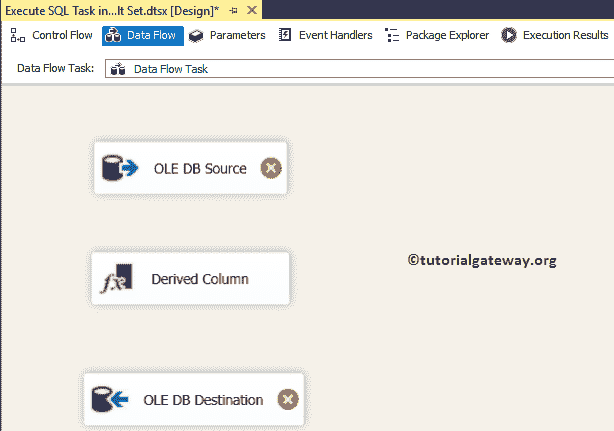 Execute SQL Task in...lt Set.dtsx [Design]*
Control Flow Data Flow Parameters Event Handlers Package Explorer Execution Results
Data Flow Task: Data Flow Task
OLE DB Source
fx Derived Column
©tutorialgateway.org
OLE DB Destination